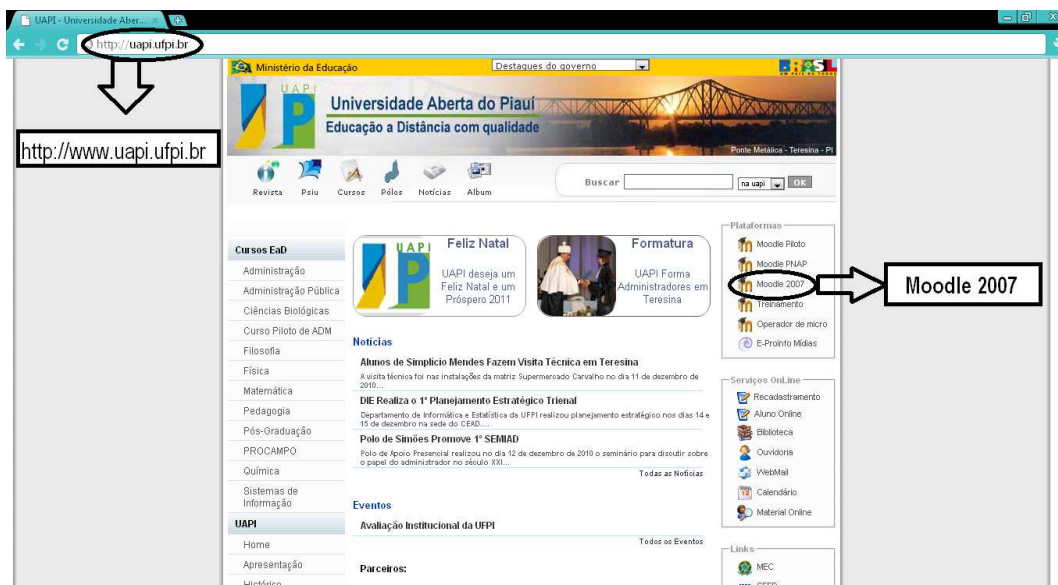 UAPI - Universidade Aber...
http://uapi.ufpi.br
http://www.uapi.ufpi.br
Ministério da Educação
Destaques do governo
BRASIL
UAPI
Universidade Aberta do Piauí
Educação a Distância com qualidade
Ponte Metálica - Teresina - PI
Revista Psiu Cursos Pólos Notícias Album
Buscar na uapi OK
Cursos EaD
Administração
Administração Pública
Ciências Biológicas
Curso Piloto de ADM
Filosofia
Física
Matemática
Pedagogia
Pós-Graduação
PROCAMPO
Química
Sistemas de
Informação
UAPI
Home
Apresentação
Histórico
UAPI
Feliz Natal
UAPI deseja um
Feliz Natal e um
Próspero 2011
Formatura
UAPI Forma
Administradores em
Teresina
Notícias
Alunos de Simplício Mendes Fazem Visita Técnica em Teresina
A visita técnica foi nas instalações da matriz Supermercado Carvalho no dia 11 de dezembro de
2010...
DIE Realiza o 1° Planejamento Estratégico Trienal
Departamento de Informática e Estatística da UFPI realizou planejamento estratégico nos dias 14 e
15 de dezembro na sede do CEAD....
Polo de Simões Promove 1° SEMIAD
Polo de Apoio Presencial realizou no dia 12 de dezembro de 2010 o seminário para discutir sobre
o papel do administrador no século XXI...
Todas as Notícias
Eventos
Avaliação Institucional da UFPI
Todos os Eventos
Parceiros:
Plataformas
Moodle Piloto
Moodle PNAP
Moodle 2007
Treinamento
Operador de micro
E-Proinfo Mídias
Moodle 2007
Serviços OnLine
Recadastramento
Aluno Online
Biblioteca
Ouvidoria
WebMail
Calendário
Material Online
Links
MEC